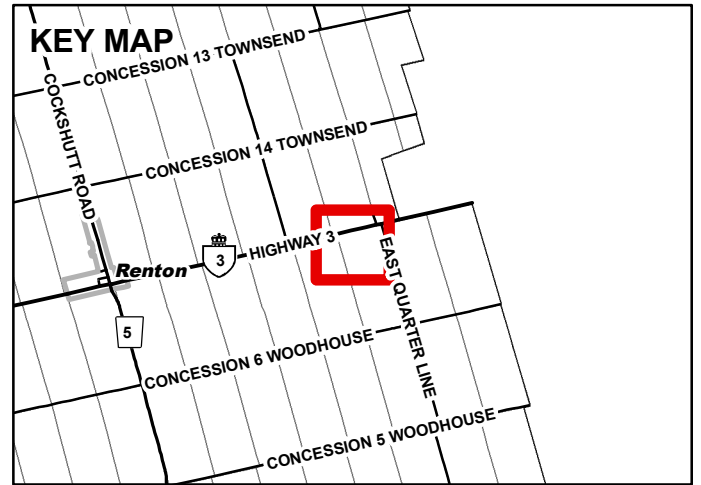 KEY MAP
CONCESSION 13 TOWNSEND
COCKSHUTT ROAD
CONCESSION 14 TOWNSEND
HIGHWAY 3
3
Renton
EAST QUARTER LINE
5
CONCESSION 6 WOODHOUSE
CONCESSION 5 WOODHOUSE